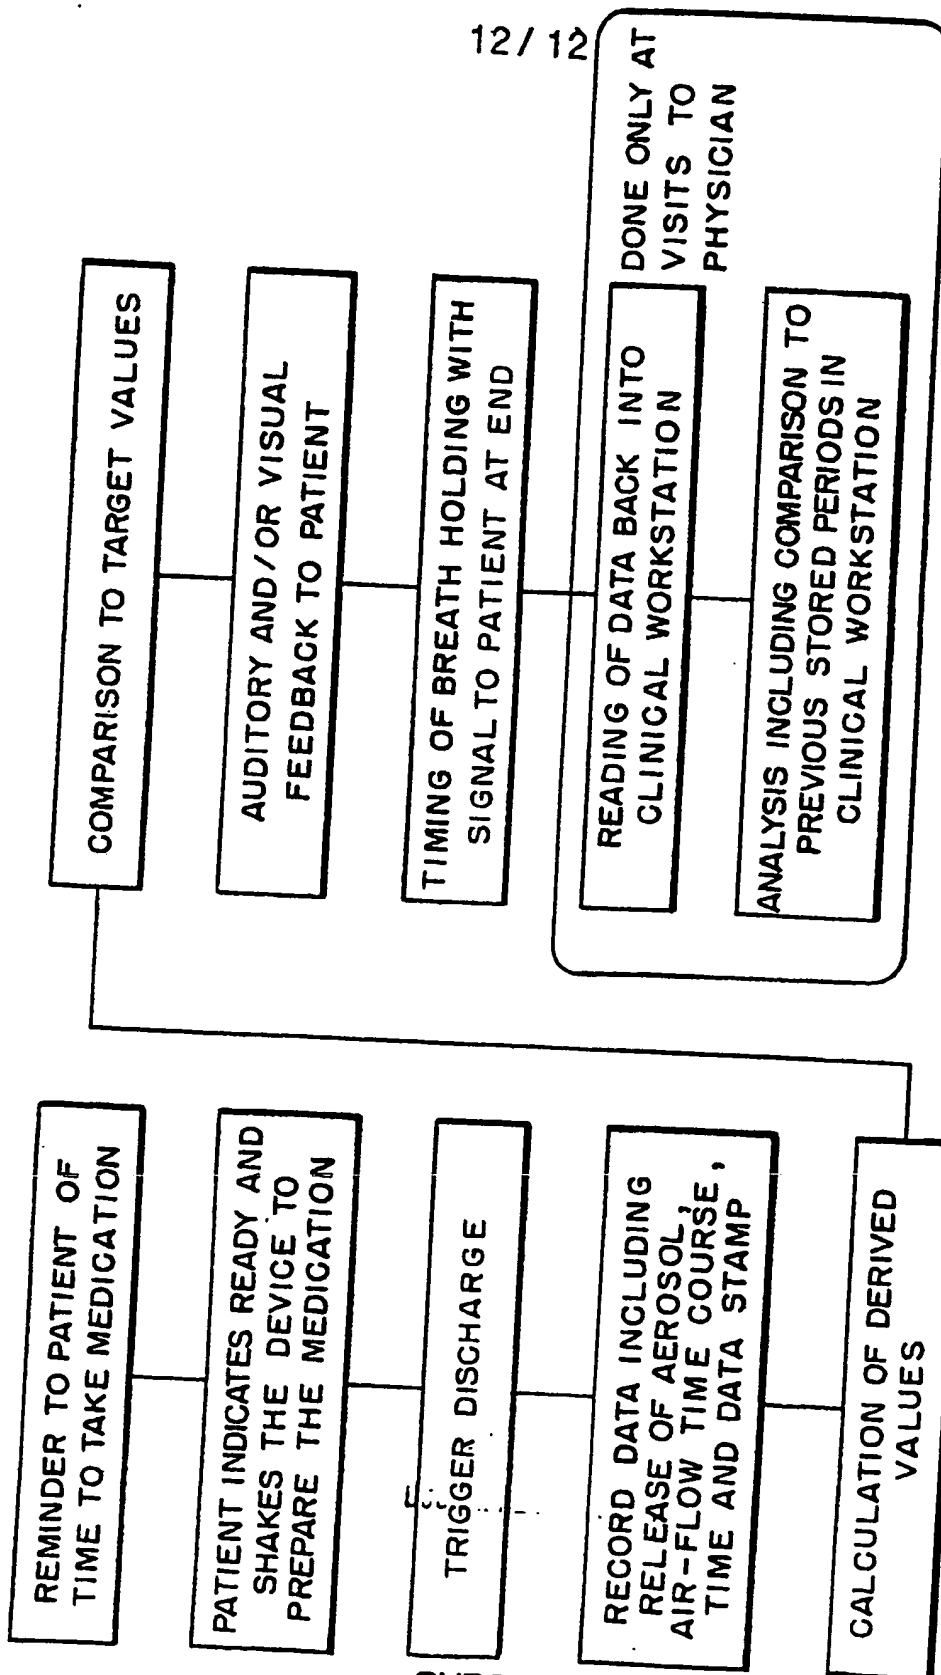 12/12
REMINDER TO PATIENT OF
TIME TO TAKE MEDICATION
PATIENT INDICATES READY AND
SHAKES THE DEVICE TO
PREPARE THE MEDICATION
TRIGGER DISCHARGE
RECORD DATA INCLUDING
RELEASE OF AEROSOL,
AIR-FLOW TIME COURSE,
TIME AND DATA STAMP
CALCULATION OF DERIVED
VALUES
COMPARISON TO TARGET VALUES
AUDITORY AND/OR VISUAL
FEEDBACK TO PATIENT
TIMING OF BREATH HOLDING WITH
SIGNAL TO PATIENT AT END
READING OF DATA BACK INTO
CLINICAL WORKSTATION
ANALYSIS INCLUDING COMPARISON TO
PREVIOUS STORED PERIODS IN
CLINICAL WORKSTATION
DONE ONLY AT
VISITS TO
PHYSICIAN